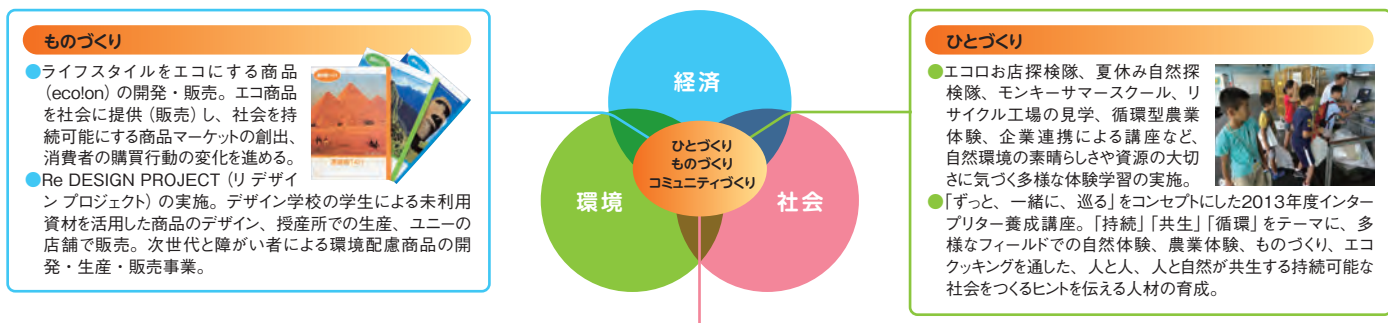 ものづくり
●ライフスタイルをエコにする商品
(eco!on)の開発・販売。エコ商品
を社会に提供(販売)し、社会を持
続可能にする商品マーケットの創出、
消費者の購買行動の変化を進める。
●Re DESIGN PROJECT(リ デザイ
ン プロジェクト)の実施。デザイン学校の学生による未利用
資材を活用した商品のデザイン、授産所での生産、ユニーの
店舗で販売。次世代と障がい者による環境配慮商品の開
発・生産・販売事業。
経済
環境
社会
ひとづくり
ものづくり
コミュニティづくり
ひとづくり
●エコロお店探検隊、夏休み自然探
検隊、モンキーサマースクール、リ
サイクル工場の見学、循環型農業
体験、企業連携による講座など、
自然環境の素晴らしさや資源の大切
さに気づく多様な体験学習の実施。
●「ずっと、一緒に、巡る」をコンセプトにした2013年度インター
プリター養成講座。「持続」「共生」「循環」をテーマに、多
様なフィールドでの自然体験、農業体験、ものづくり、エコ
クッキングを通した、人と人、人と自然が共生する持続可能な
社会をつくるヒントを伝える人材の育成。